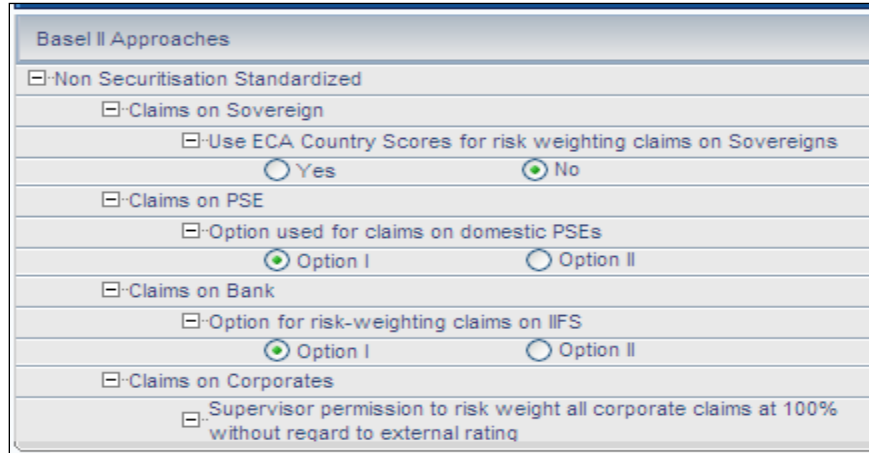 Basel II Approaches
Non Securitisation Standardized
Claims on Sovereign
Use ECA Country Scores for risk weighting claims on Sovereigns
Yes No
Claims on PSE
Option used for claims on domestic PSEs
Option I Option II
Claims on Bank
Option for risk-weighting claims on IIFS
Option I Option II
Claims on Corporates
Supervisor permission to risk weight all corporate claims at 100%
without regard to external rating